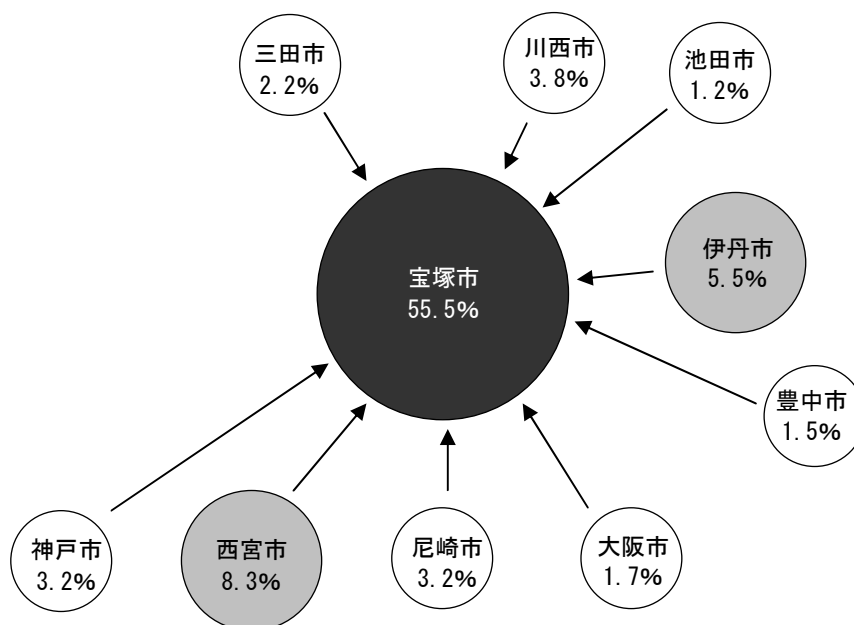 三田市
2.2%
川西市
3.8%
池田市
1.2%
伊丹市
5.5%
宝塚市
55.5%
豊中市
1.5%
神戸市
3.2%
西宮市
8.3%
尼崎市
3.2%
大阪市
1.7%